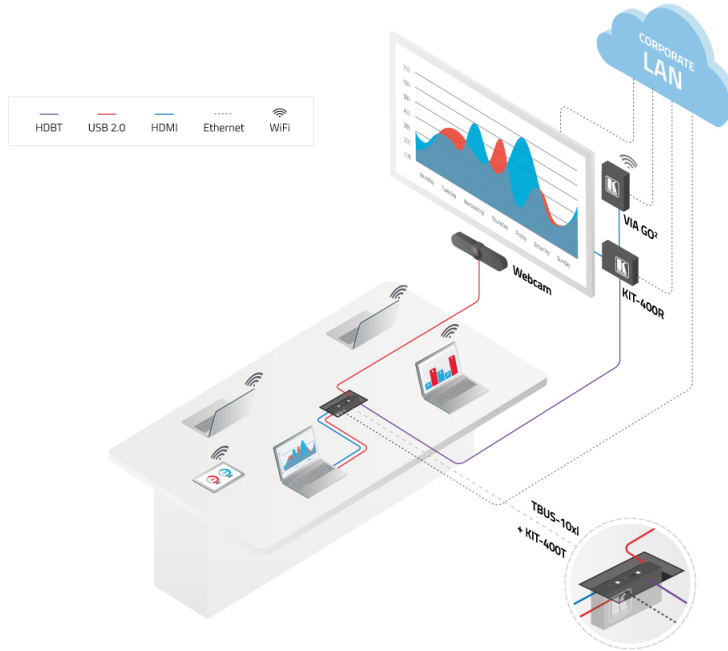 CORPORATE
LAN
HDBT
USB 2.0
HDMI
Ethernet
WiFi
Monday
Tuesday
Wednesday
Thursday
Friday
Saturday
Sunday
VIA GO²
KIT-400R
Webcam
TBUS-10xl
+ KIT-400T
K
K